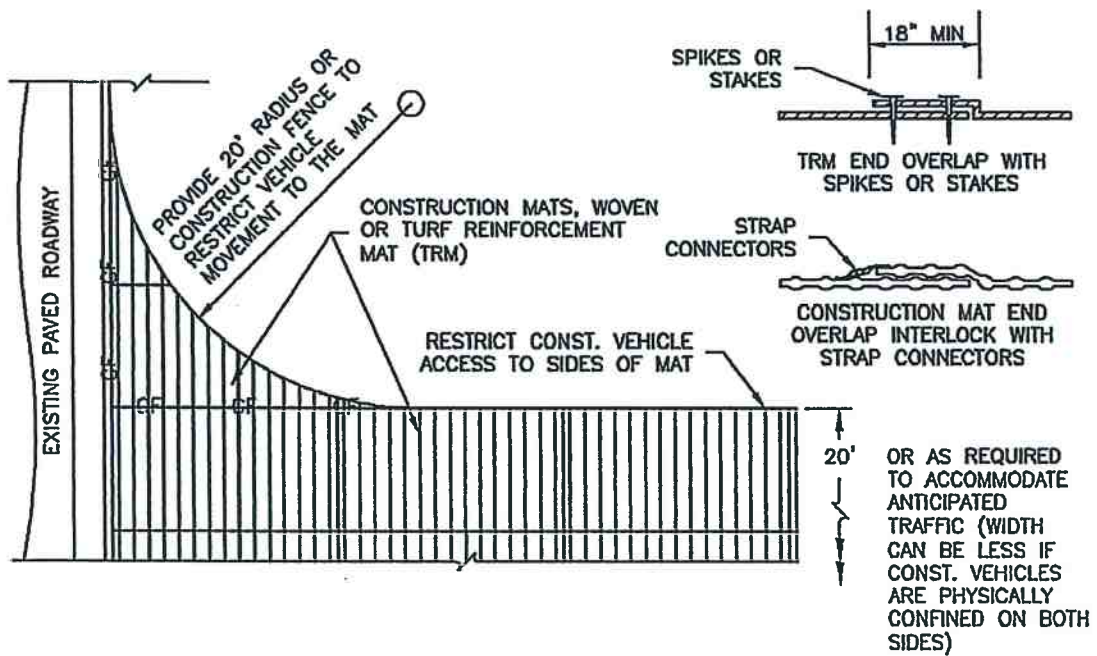 PROVIDE 20' RADIUS OR
CONSTRUCTION FENCE TO
RESTRICT VEHICLE
MOVEMENT TO THE MAT
EXISTING PAVED ROADWAY
CONSTRUCTION MATS, WOVEN
OR TURF REINFORCEMENT
MAT (TRM)
RESTRICT CONST. VEHICLE
ACCESS TO SIDES OF MAT
18" MIN
SPIKES OR
STAKES
TRM END OVERLAP WITH
SPIKES OR STAKES
STRAP
CONNECTORS
CONSTRUCTION MAT END
OVERLAP INTERLOCK WITH
STRAP CONNECTORS
CF
CF
CF
CF
CF
CF
20'
OR AS REQUIRED
TO ACCOMMODATE
ANTICIPATED
TRAFFIC (WIDTH
CAN BE LESS IF
CONST. VEHICLES
ARE PHYSICALLY
CONFINED ON BOTH
SIDES)